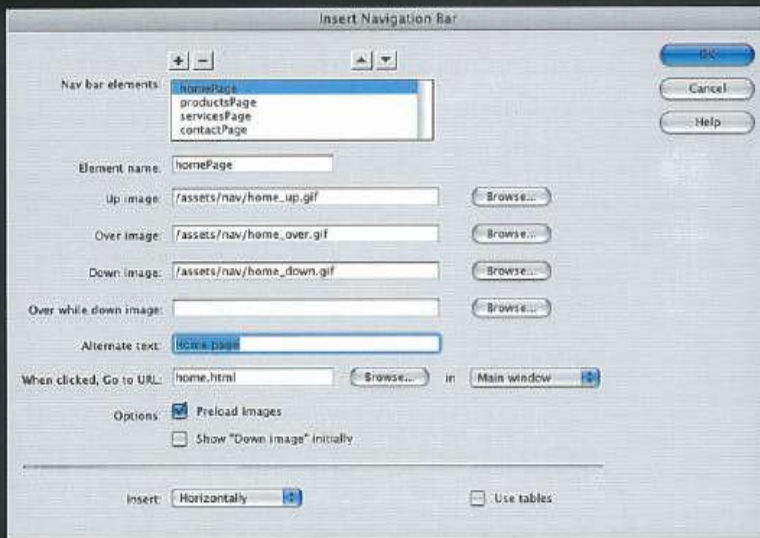 Insert Navigation Bar
+ −
Nav bar elements:
homePage
productsPage
servicesPage
contactPage
OK
Cancel
Help
Element name: homePage
Up image: /assets/nav/home_up.gif Browse...
Over image: /assets/nav/home_over.gif Browse...
Down image: /assets/nav/home_down.gif Browse...
Over while down image: Browse...
Alternate text: Home page
When clicked, Go to URL: home.html Browse... in Main window
Options: Preload images
Show "Down image" initially
Insert: Horizontally Use tables